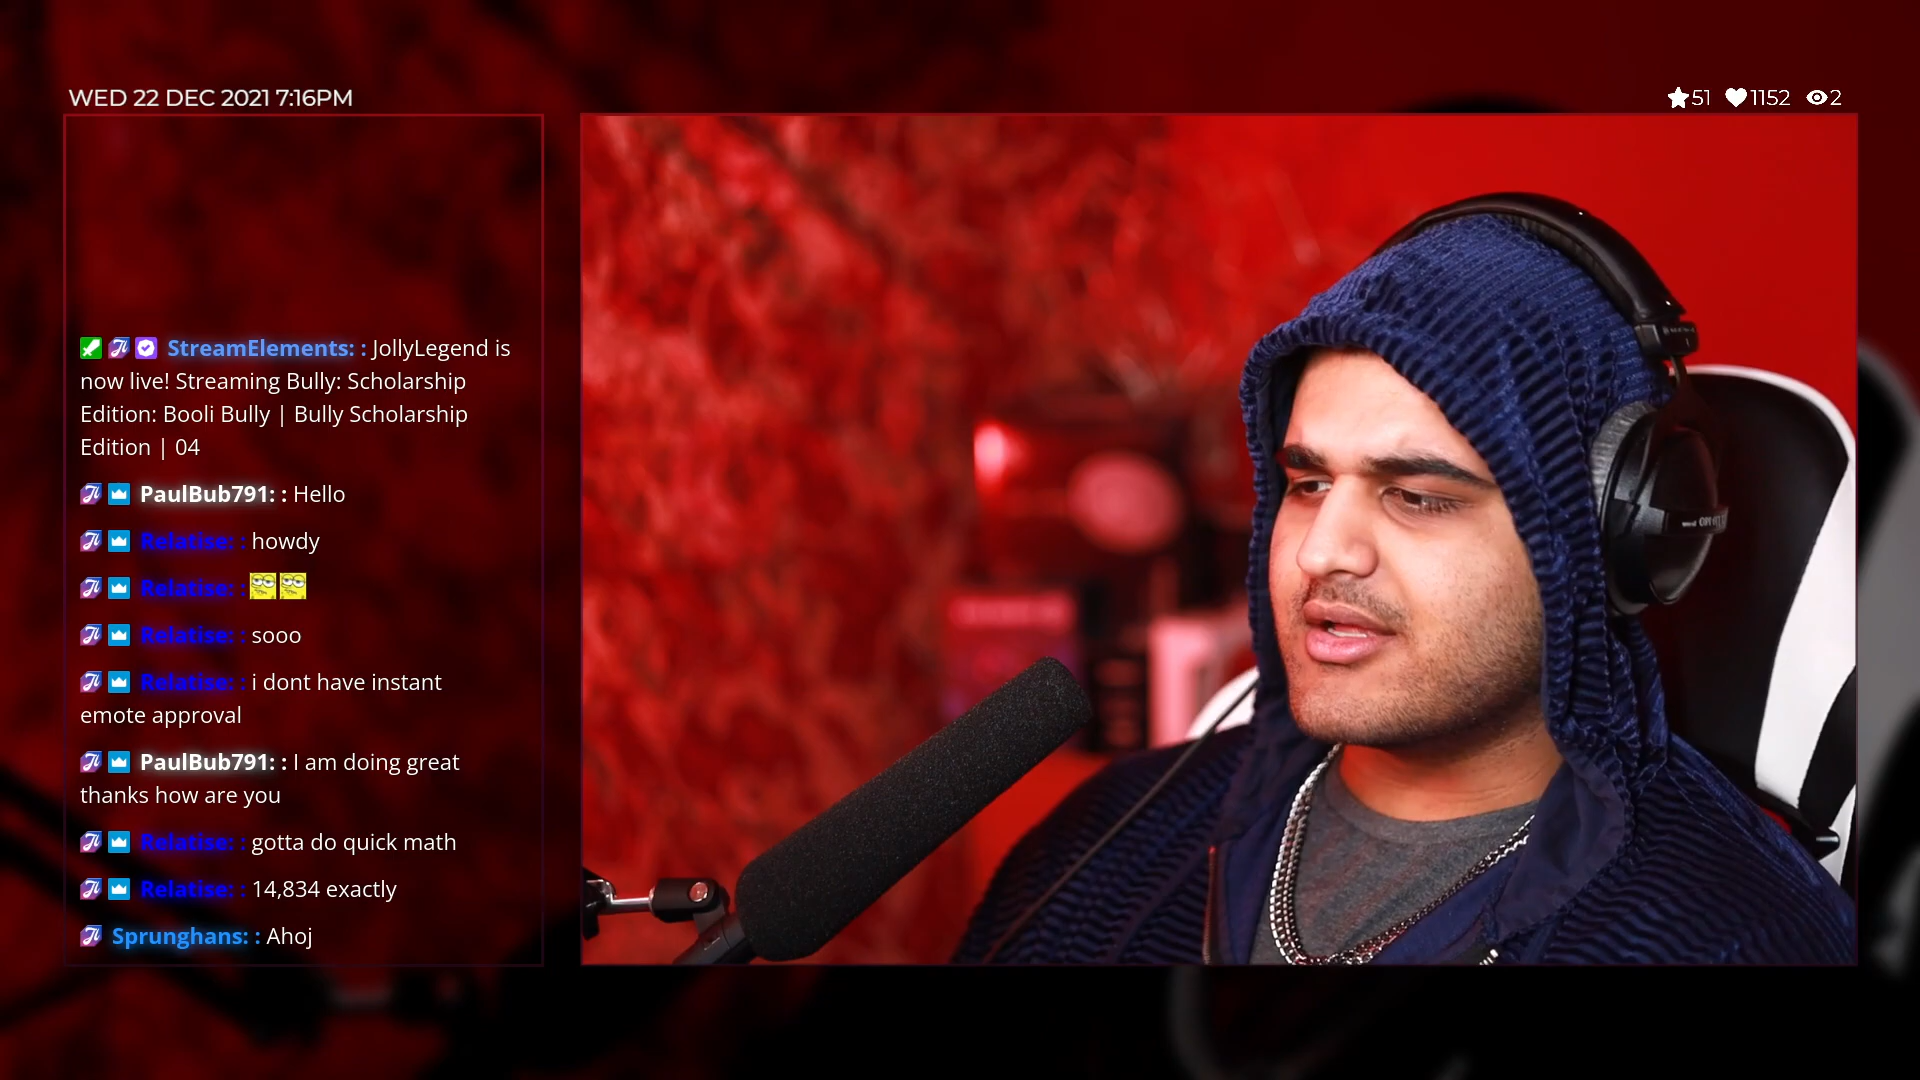 WED 22 DEC 2021 7:16PM
51 1152 2
StreamElements: : JollyLegend is
now live! Streaming Bully: Scholarship
Edition: Booli Bully | Bully Scholarship
Edition | 04
PaulBub791: : Hello
Relatise: : howdy
Relatise: :
Relatise: : sooo
Relatise: : i dont have instant
emote approval
PaulBub791: : I am doing great
thanks how are you
Relatise: : gotta do quick math
Relatise: : 14,834 exactly
Sprunghans: : Ahoj